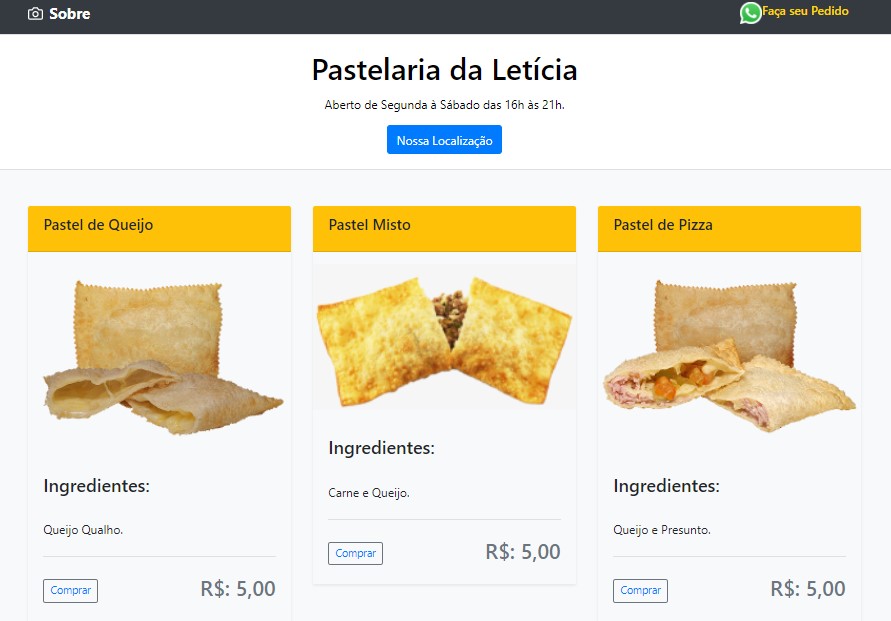 Sobre
Faça seu Pedido
Pastelaria da Letícia
Aberto de Segunda à Sábado das 16h às 21h.
Nossa Localização
Pastel de Queijo
Ingredientes:
Queijo Qualho.
Comprar
R$: 5,00
Pastel Misto
Ingredientes:
Carne e Queijo.
Comprar
R$: 5,00
Pastel de Pizza
Ingredientes:
Queijo e Presunto.
Comprar
R$: 5,00